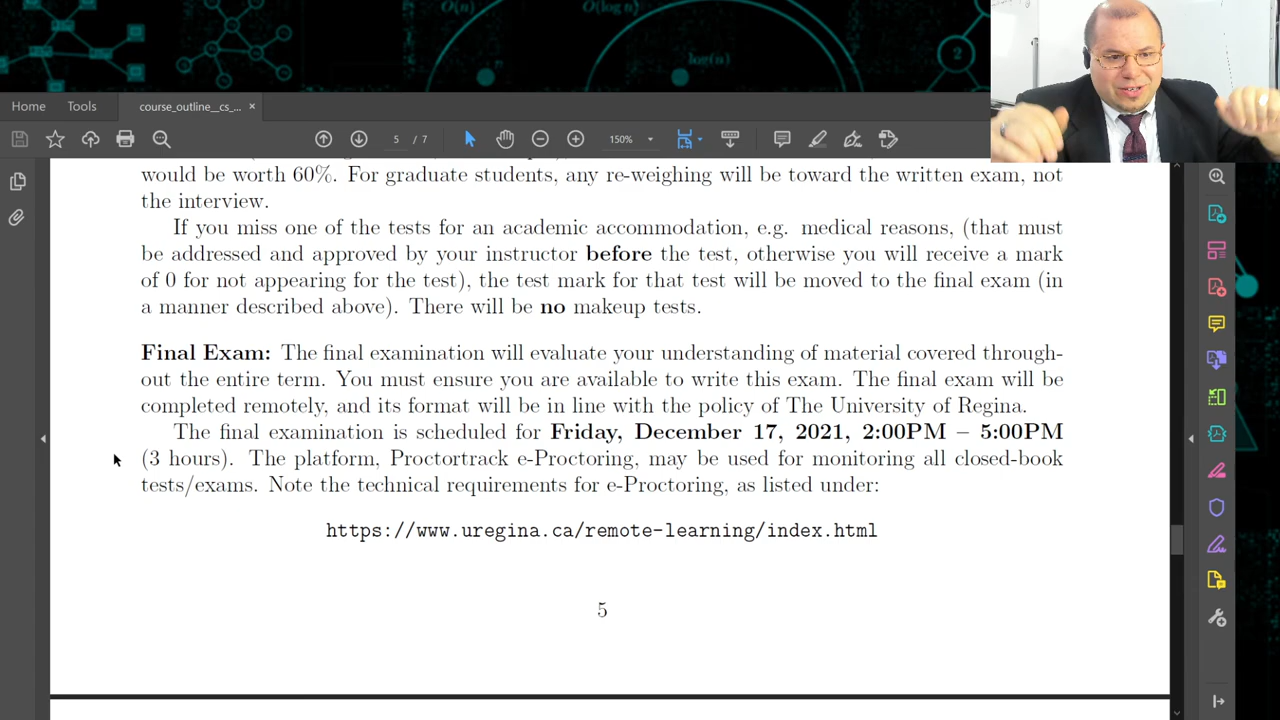 O(n)
O(log n)
log(n)
2
Home Tools course_outline__cs_... ×
5 / 7
150%
would be worth 60%. For graduate students, any re-weighing will be toward the written exam, not
the interview.
If you miss one of the tests for an academic accommodation, e.g. medical reasons, (that must
be addressed and approved by your instructor before the test, otherwise you will receive a mark
of 0 for not appearing for the test), the test mark for that test will be moved to the final exam (in
a manner described above). There will be no makeup tests.
Final Exam: The final examination will evaluate your understanding of material covered through-
out the entire term. You must ensure you are available to write this exam. The final exam will be
completed remotely, and its format will be in line with the policy of The University of Regina.
The final examination is scheduled for Friday, December 17, 2021, 2:00PM – 5:00PM
(3 hours). The platform, Proctortrack e-Proctoring, may be used for monitoring all closed-book
tests/exams. Note the technical requirements for e-Proctoring, as listed under:
https://www.uregina.ca/remote-learning/index.html
5